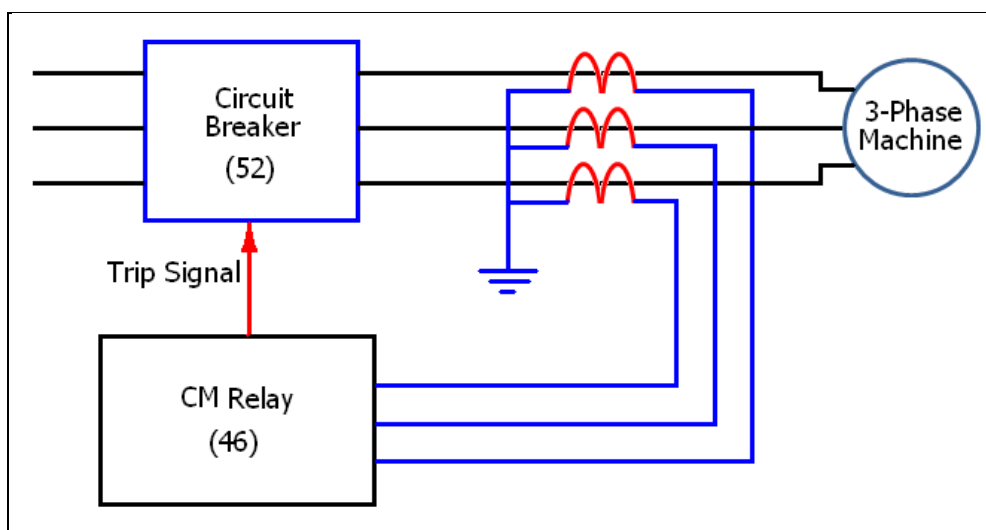 Circuit
Breaker
(52)
3-Phase
Machine
Trip Signal
CM Relay
(46)